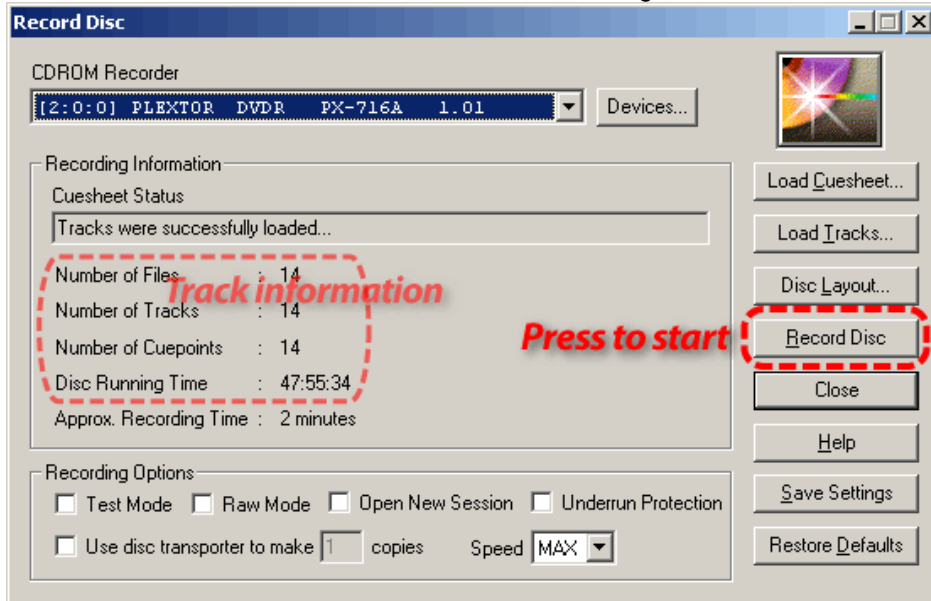 Record Disc
CDROM Recorder
[2:0:0] PLEXTOR DVDR PX-716A 1.01
Devices...
Recording Information
Cuesheet Status
Tracks were successfully loaded...
Number of Files : 14
Track information
Number of Tracks : 14
Number of Cuepoints : 14
Disc Running Time : 47:55:34
Approx. Recording Time : 2 minutes
Recording Options
Test Mode Raw Mode Open New Session Underrun Protection
Use disc transporter to make 1 copies Speed MAX
Load Cuesheet...
Load Tracks...
Disc Layout...
Press to start
Record Disc
Close
Help
Save Settings
Restore Defaults